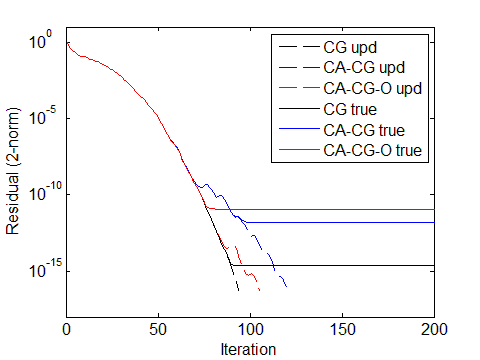 10^0
10^-5
10^-10
10^-15
Residual (2-norm)
CG upd
CA-CG upd
CA-CG-O upd
CG true
CA-CG true
CA-CG-O true
0 50 100 150 200
Iteration